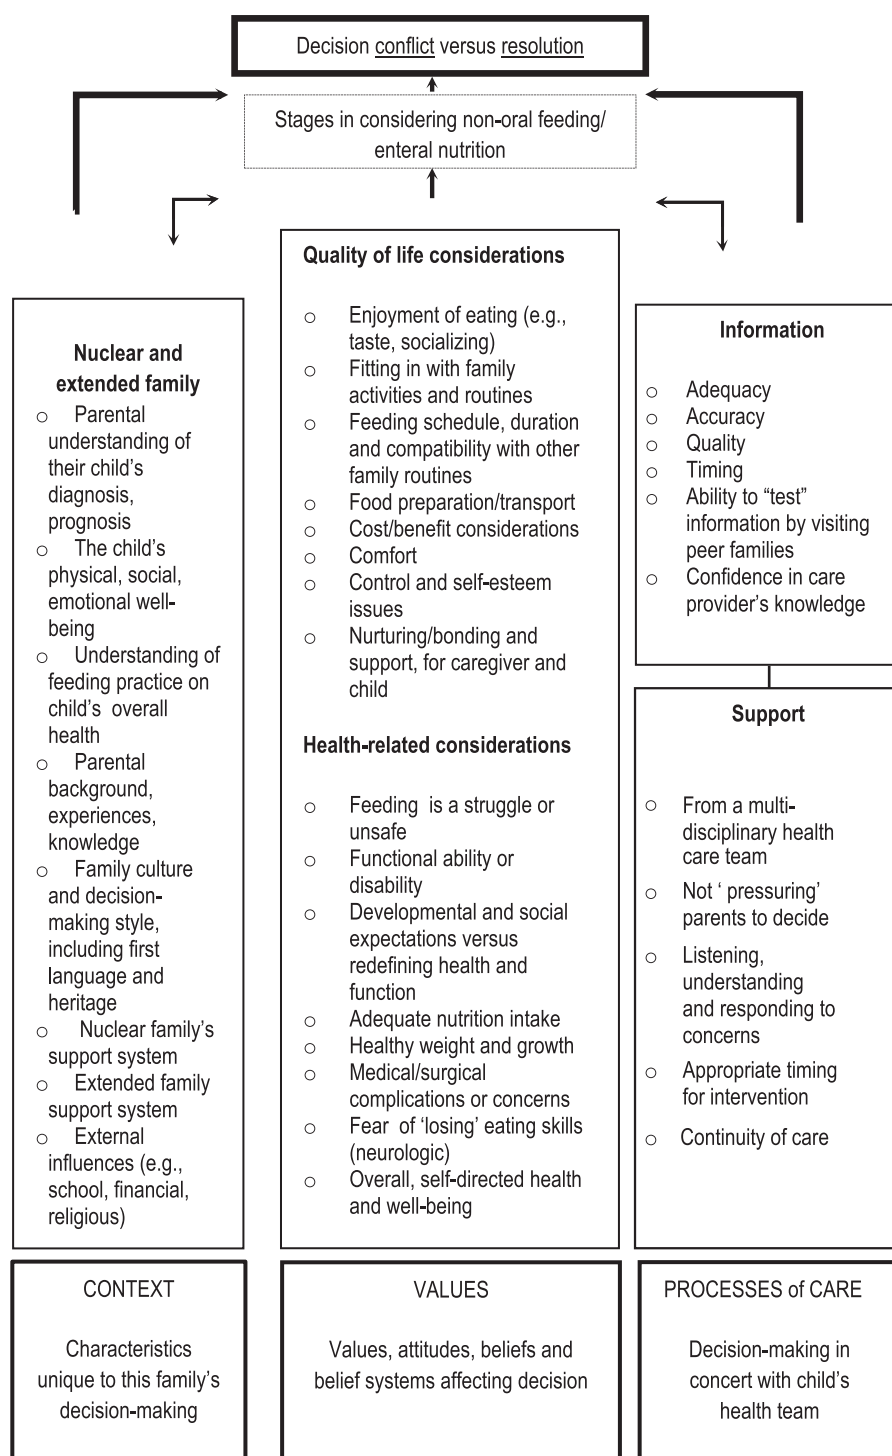 Decision conflict versus resolution
Stages in considering non-oral feeding/
enteral nutrition
Nuclear and
extended family
○ Parental
understanding of
their child's
diagnosis,
prognosis
○ The child's
physical, social,
emotional well-
being
○ Understanding of
feeding practice on
child's overall
health
○ Parental
background,
experiences,
knowledge
○ Family culture
and decision-
making style,
including first
language and
heritage
○ Nuclear family's
support system
○ Extended family
support system
○ External
influences (e.g.,
school, financial,
religious)
Quality of life considerations
○ Enjoyment of eating (e.g.,
taste, socializing)
○ Fitting in with family
activities and routines
○ Feeding schedule, duration
and compatibility with other
family routines
○ Food preparation/transport
○ Cost/benefit considerations
○ Comfort
○ Control and self-esteem
issues
○ Nurturing/bonding and
support, for caregiver and
child
Health-related considerations
○ Feeding is a struggle or
unsafe
○ Functional ability or
disability
○ Developmental and social
expectations versus
redefining health and
function
○ Adequate nutrition intake
○ Healthy weight and growth
○ Medical/surgical
complications or concerns
○ Fear of 'losing' eating skills
(neurologic)
○ Overall, self-directed health
and well-being
Information
○ Adequacy
○ Accuracy
○ Quality
○ Timing
○ Ability to "test"
information by visiting
peer families
○ Confidence in care
provider's knowledge
Support
○ From a multi-
disciplinary health
care team
○ Not ' pressuring'
parents to decide
○ Listening,
understanding
and responding to
concerns
○ Appropriate timing
for intervention
○ Continuity of care
CONTEXT
Characteristics
unique to this family's
decision-making
VALUES
Values, attitudes, beliefs and
belief systems affecting decision
PROCESSES of CARE
Decision-making in
concert with child's
health team